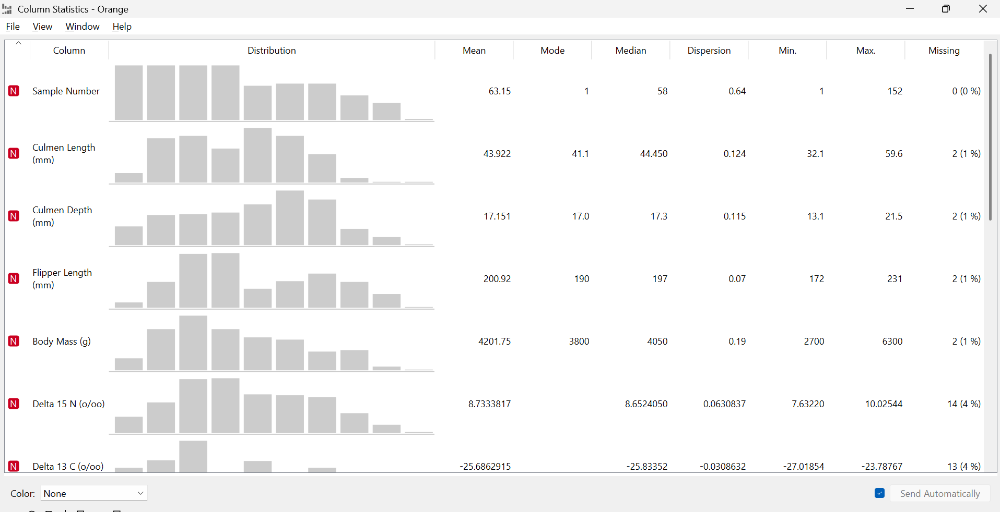 Column Statistics - Orange
File View Window Help
Column Distribution Mean Mode Median Dispersion Min. Max. Missing
N Sample Number 63.15 1 58 0.64 1 152 0 (0 %)
N Culmen Length
(mm) 43.922 41.1 44.450 0.124 32.1 59.6 2 (1 %)
N Culmen Depth
(mm) 17.151 17.0 17.3 0.115 13.1 21.5 2 (1 %)
N Flipper Length
(mm) 200.92 190 197 0.07 172 231 2 (1 %)
N Body Mass (g) 4201.75 3800 4050 0.19 2700 6300 2 (1 %)
N Delta 15 N (o/oo) 8.7333817 8.6524050 0.0630837 7.63220 10.02544 14 (4 %)
N Delta 13 C (o/oo) -25.6862915 -25.83352 -0.0308632 -27.01854 -23.78767 13 (4 %)
Color: None Send Automatically